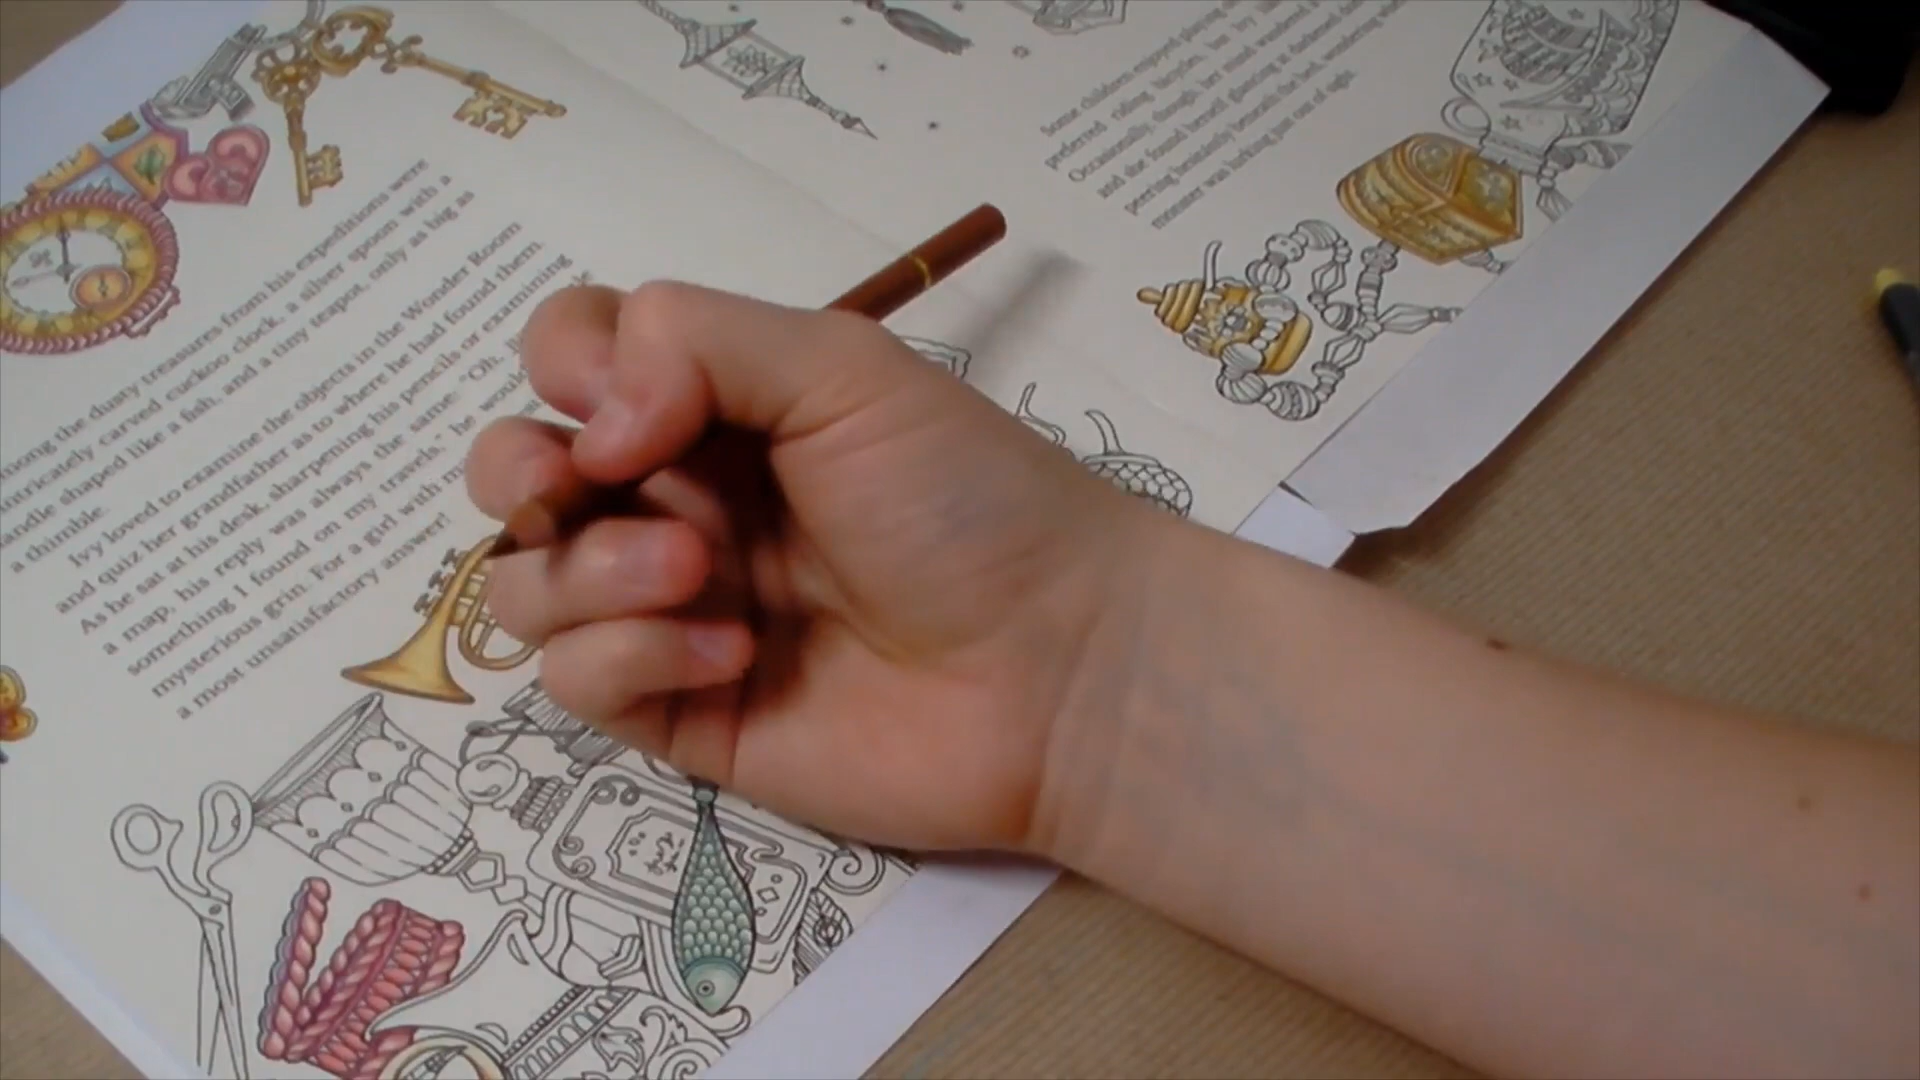 among the dusty treasures from his expeditions were
intricately carved cuckoo clock, a silver spoon with a
handle shaped like a fish, and a tiny teapot, only as big as
a thimble.
Ivy loved to examine the objects in the Wonder Room
and quiz her grandfather as to where he had found them.
As he sat at his desk, sharpening his pencils or examining
a map, his reply was always the same: "Oh,
something I found on my travels," he would
mysterious grin. For a girl with
a most unsatisfactory answer!
Some children enjoyed playing
preferred riding bicycles, but Ivy
Occasionally, though, her mind wandered
and she found herself glancing at darkened
peering hesitantly beneath the bed, wondering
monster was lurking just out of sight.